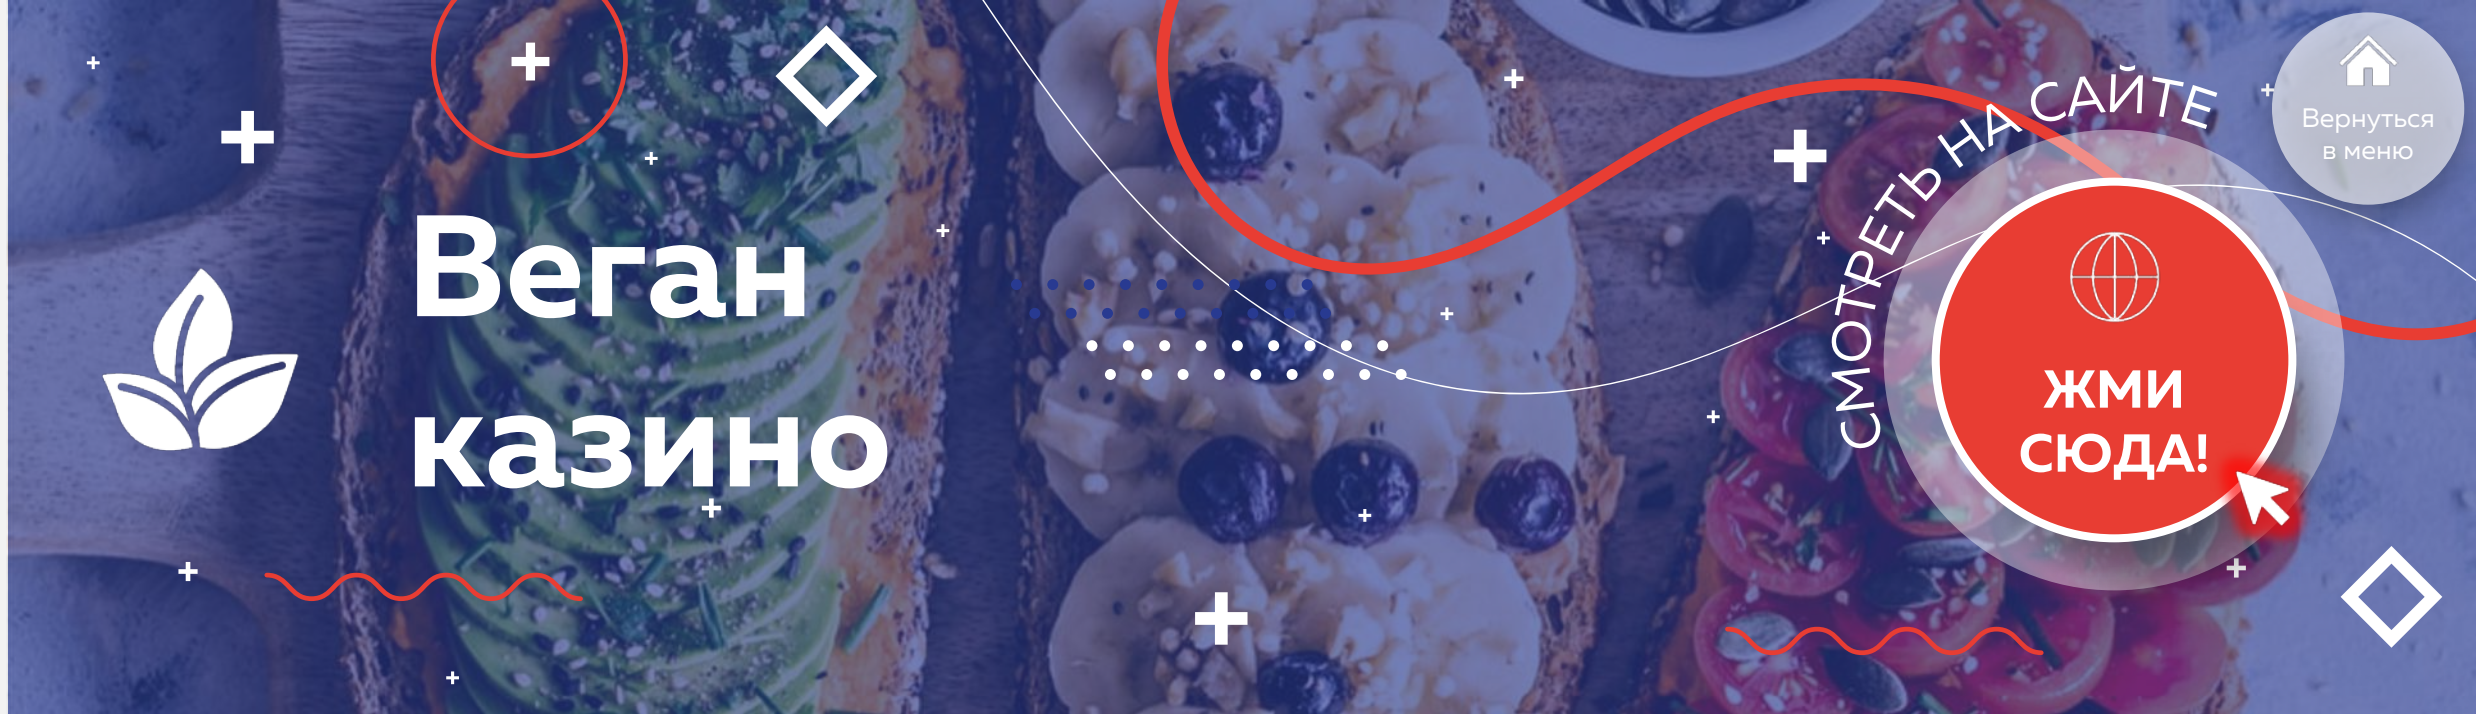 Веган
казино
СМОТРЕТЬ НА САЙТЕ
ЖМИ
СЮДА!
Вернуться
в меню